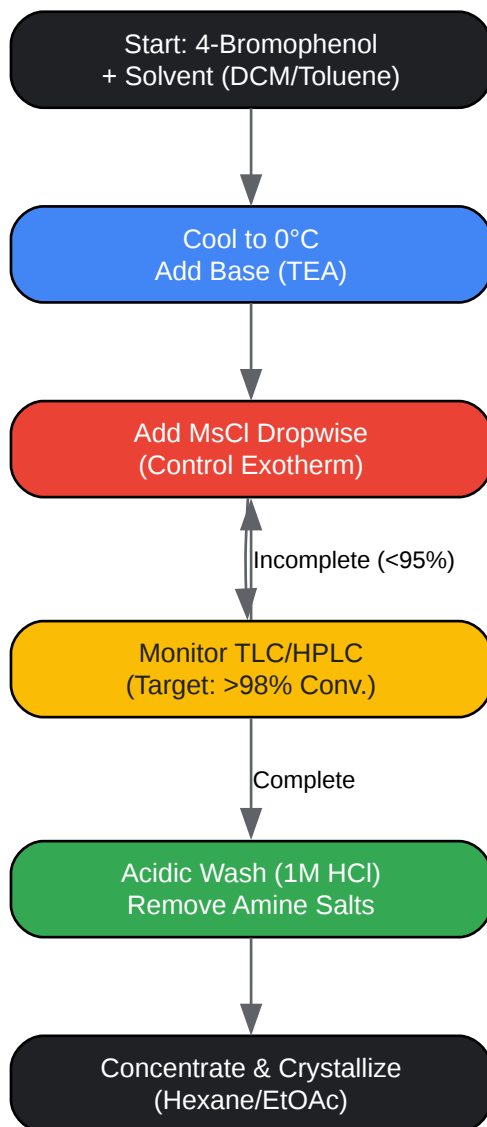 Start: 4-Bromophenol
+ Solvent (DCM/Toluene)
Cool to 0°C
Add Base (TEA)
Add MsCl Dropwise
(Control Exotherm)
Incomplete (<95%)
Monitor TLC/HPLC
(Target: >98% Conv.)
Complete
Acidic Wash (1M HCl)
Remove Amine Salts
Concentrate & Crystallize
(Hexane/EtOAc)